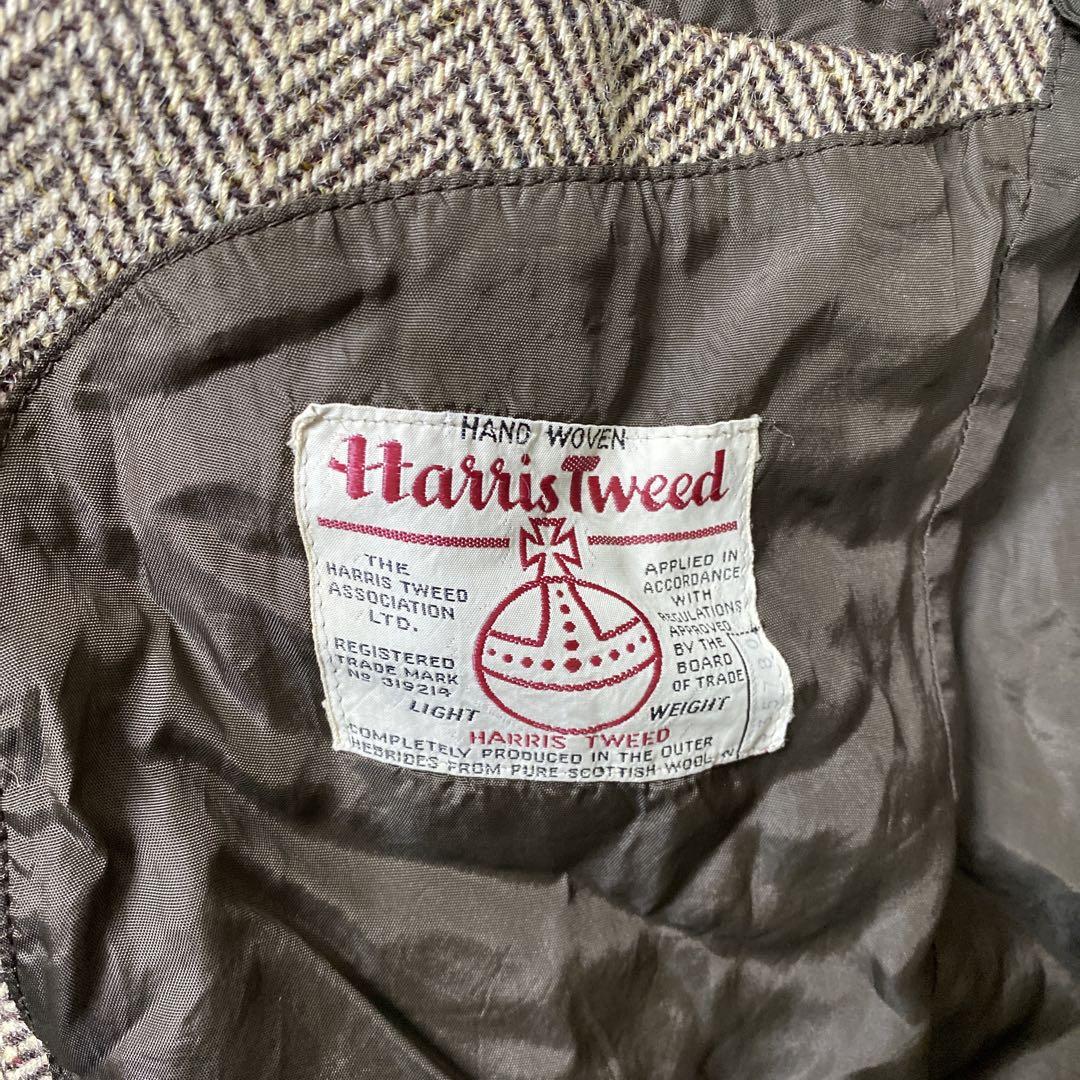 HAND WOVEN
Harris Tweed
THE
HARRIS TWEED
ASSOCIATION
LTD.
REGISTERED
TRADE MARK
No 319214
APPLIED IN
ACCORDANCE
WITH
REGULATIONS
APPROVED
BY THE
BOARD
OF TRADE
LIGHT WEIGHT
HARRIS TWEED
COMPLETELY PRODUCED IN THE OUTER
HEBRIDES FROM PURE SCOTTISH WOOL